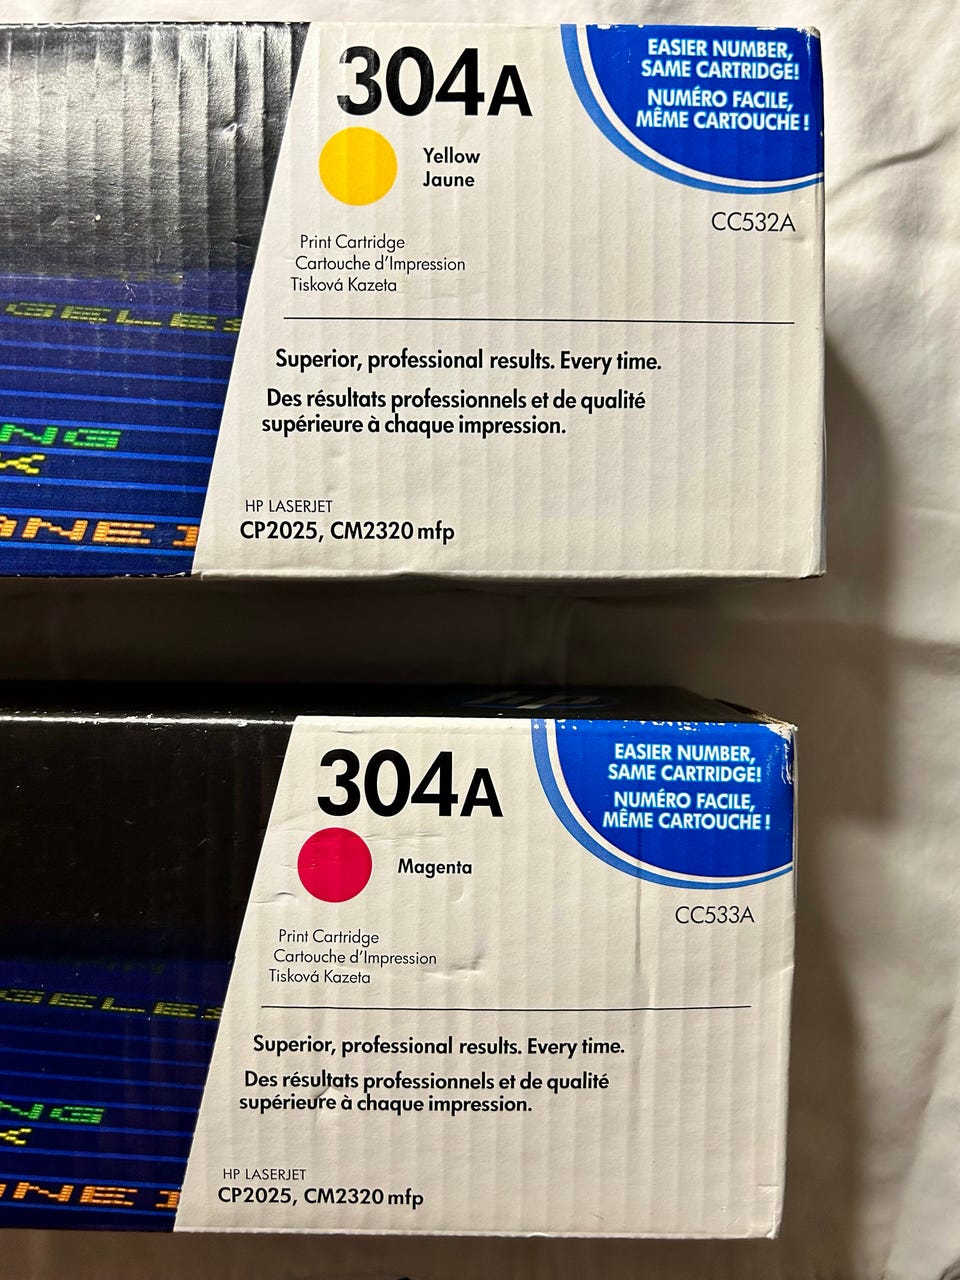 304A
EASIER NUMBER,
SAME CARTRIDGE!
NUMÉRO FACILE,
MÊME CARTOUCHE !
Yellow
Jaune
CC532A
Print Cartridge
Cartouche d'Impression
Tisková Kazeta
Superior, professional results. Every time.
Des résultats professionnels et de qualité
supérieure à chaque impression.
HP LASERJET
CP2025, CM2320 mfp
hp
304A
EASIER NUMBER,
SAME CARTRIDGE!
NUMÉRO FACILE,
MÊME CARTOUCHE !
Magenta
CC533A
Print Cartridge
Cartouche d'Impression
Tisková Kazeta
Superior, professional results. Every time.
Des résultats professionnels et de qualité
supérieure à chaque impression.
HP LASERJET
CP2025, CM2320 mfp